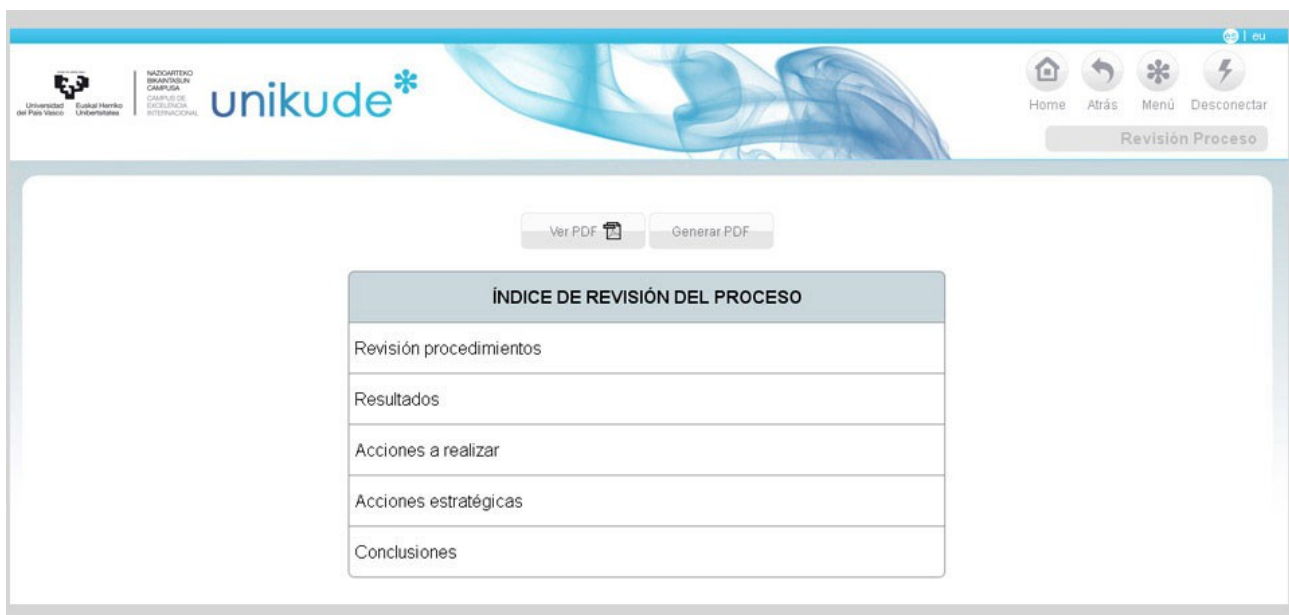 es | eu
Universidad del País Vasco
Euskal Herriko Unibertsitatea
NAZIOARTEKO
BIKAINTASUN
CAMPUSA
CAMPUS DE
EXCELENCIA
INTERNACIONAL
unikude*
Home Atrás Menú Desconectar
Revisión Proceso
Ver PDF Generar PDF
ÍNDICE DE REVISIÓN DEL PROCESO
Revisión procedimientos
Resultados
Acciones a realizar
Acciones estratégicas
Conclusiones